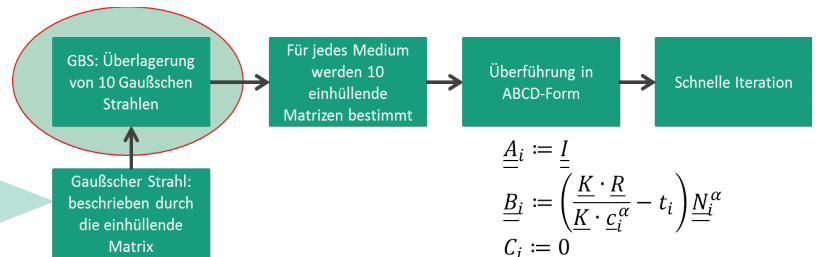 GBS: Überlagerung
von 10 Gaußschen
Strahlen
Für jedes Medium
werden 10
einhüllende
Matrizen bestimmt
Überführung in
ABCD-Form
Schnelle Iteration
Gaußscher Strahl:
beschrieben durch
die einhüllende
Matrix
A_i ≔ I
B_i ≔ (K · R / K · c_i^α − t_i) N_i^α
C_i ≔ 0